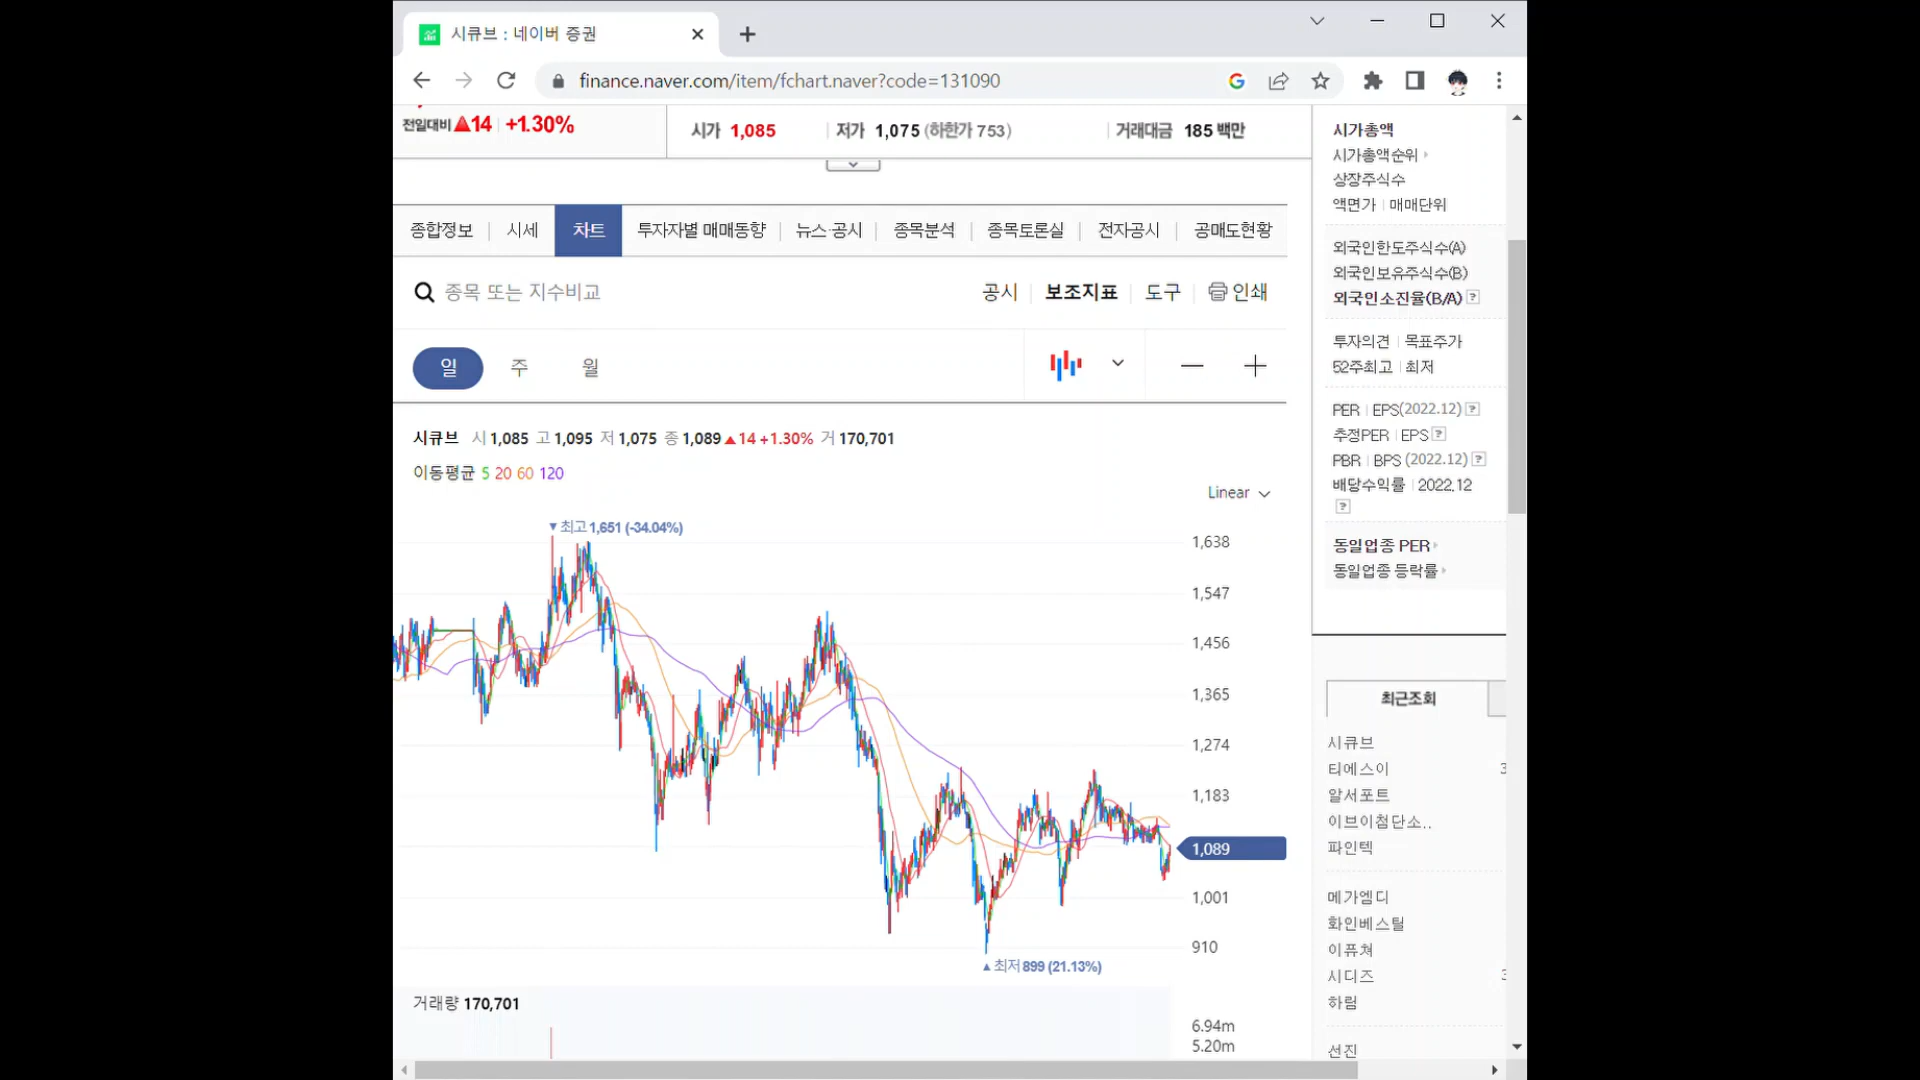 시큐브 : 네이버 증권
finance.naver.com/item/fchart.naver?code=131090
전일대비 ▲14 +1.30%
시가 1,085
저가 1,075 (하한가 753)
거래대금 185 백만
종합정보 시세 차트 투자자별 매매동향 뉴스·공시 종목분석 종목토론실 전자공시 공매도현황
종목 또는 지수비교
공시 보조지표 도구 인쇄
일 주 월
시큐브 시 1,085 고 1,095 저 1,075 종 1,089 ▲14 +1.30% 거 170,701
이동평균 5 20 60 120
Linear
▼최고 1,651 (-34.04%)
1,638
1,547
1,456
1,365
1,274
1,183
1,089
1,001
910
▲최저 899 (21.13%)
거래량 170,701
6.94m
5.20m
시가총액
시가총액순위
상장주식수
액면가 매매단위
외국인한도주식수(A)
외국인보유주식수(B)
외국인소진율(B/A) ?
투자의견 목표주가
52주최고 최저
PER EPS(2022.12) ?
추정PER EPS ?
PBR BPS (2022.12) ?
배당수익률 2022.12
?
동일업종 PER
동일업종 등락률
최근조회
시큐브
티에스이
알서포트
이브이첨단소..
파인텍
메가엠디
화인베스틸
이퓨쳐
시디즈
하림
선진